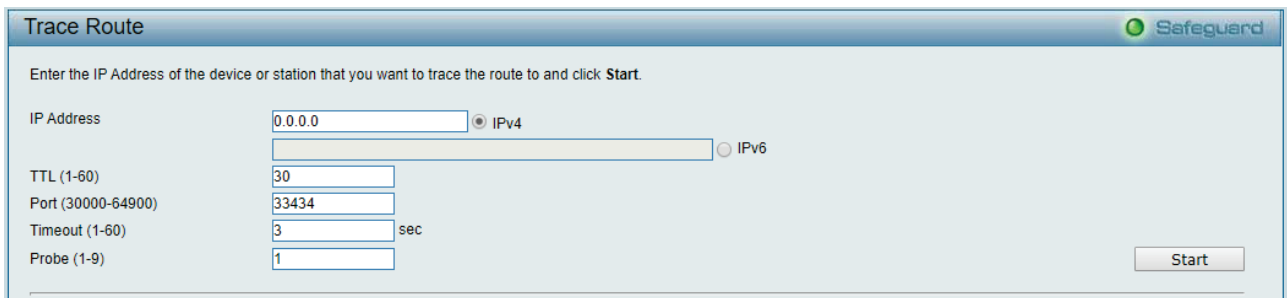 Trace Route Safeguard
Enter the IP Address of the device or station that you want to trace the route to and click Start.
IP Address 0.0.0.0 IPv4
IPv6
TTL (1-60) 30
Port (30000-64900) 33434
Timeout (1-60) 3 sec
Probe (1-9) 1 Start